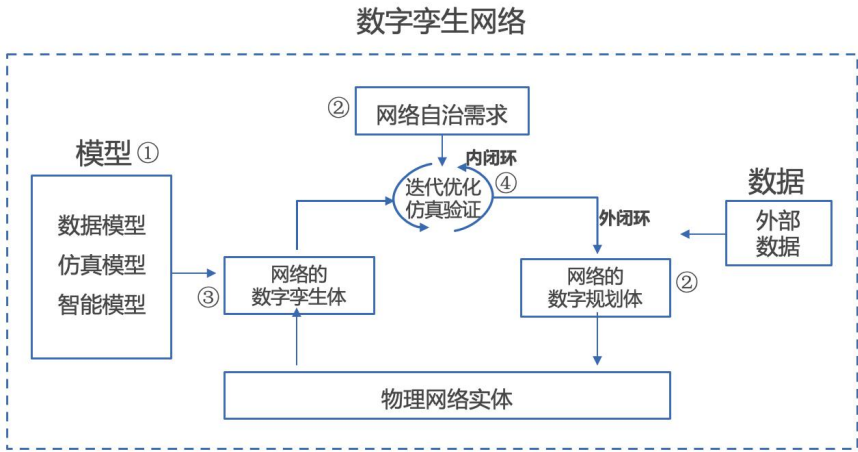 数字孪生网络
② 网络自治需求
模型①
内闭环
迭代优化
仿真验证
④
数据
数据模型
仿真模型
智能模型
外闭环
外部
数据
③
网络的
数字孪生体
网络的
数字规划体
②
物理网络实体